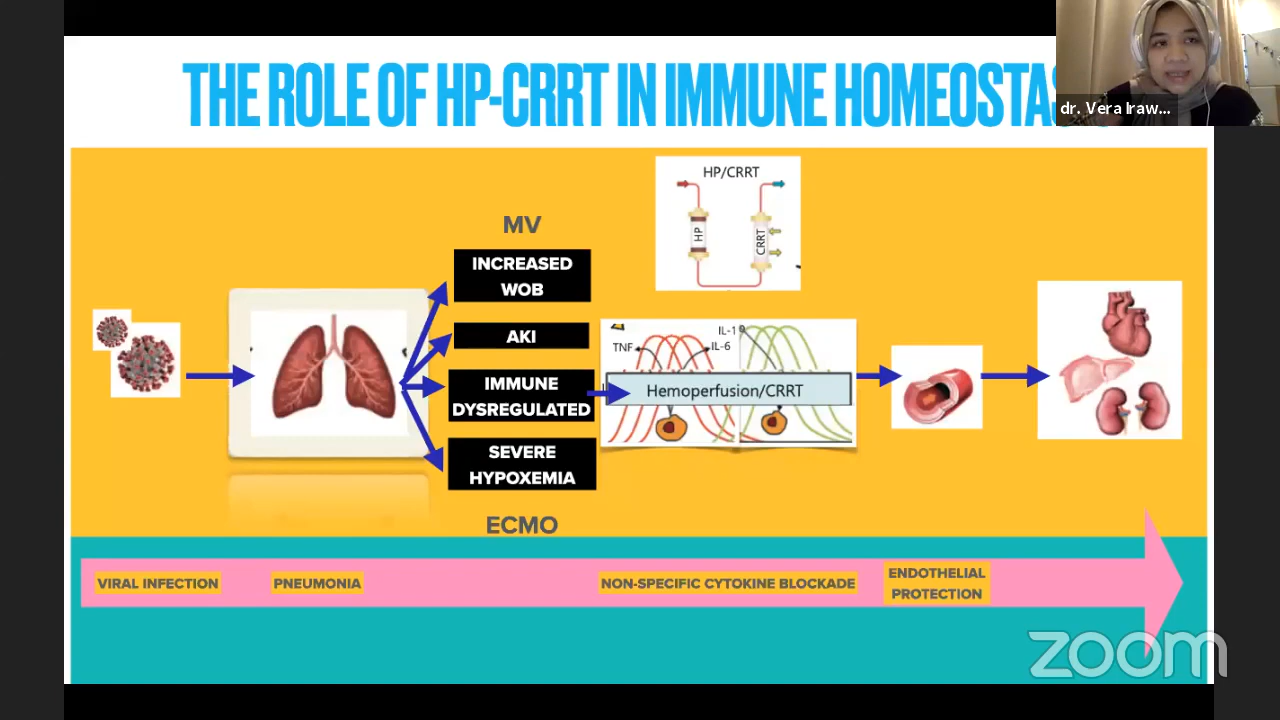 THE ROLE OF HP-CRRT IN IMMUNE HOMEOSTAS
dr. Vera Iraw...
HP/CRRT
HP
CRRT
MV
INCREASED
WOB
AKI
IMMUNE
DYSREGULATED
SEVERE
HYPOXEMIA
ECMO
TNF
IL-1
IL-6
Hemoperfusion/CRRT
VIRAL INFECTION
PNEUMONIA
NON-SPECIFIC CYTOKINE BLOCKADE
ENDOTHELIAL
PROTECTION
zoom